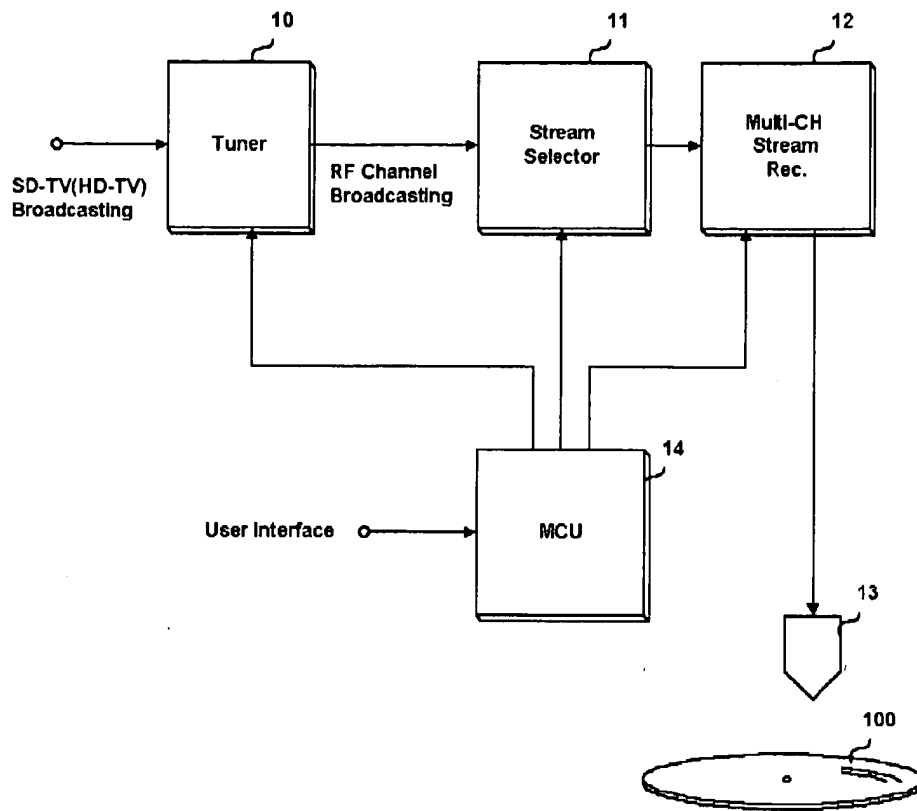 10
11
12
Tuner
Stream
Selector
Multi-CH
Stream
Rec.
SD-TV(HD-TV)
Broadcasting
RF Channel
Broadcasting
14
User Interface
MCU
13
100